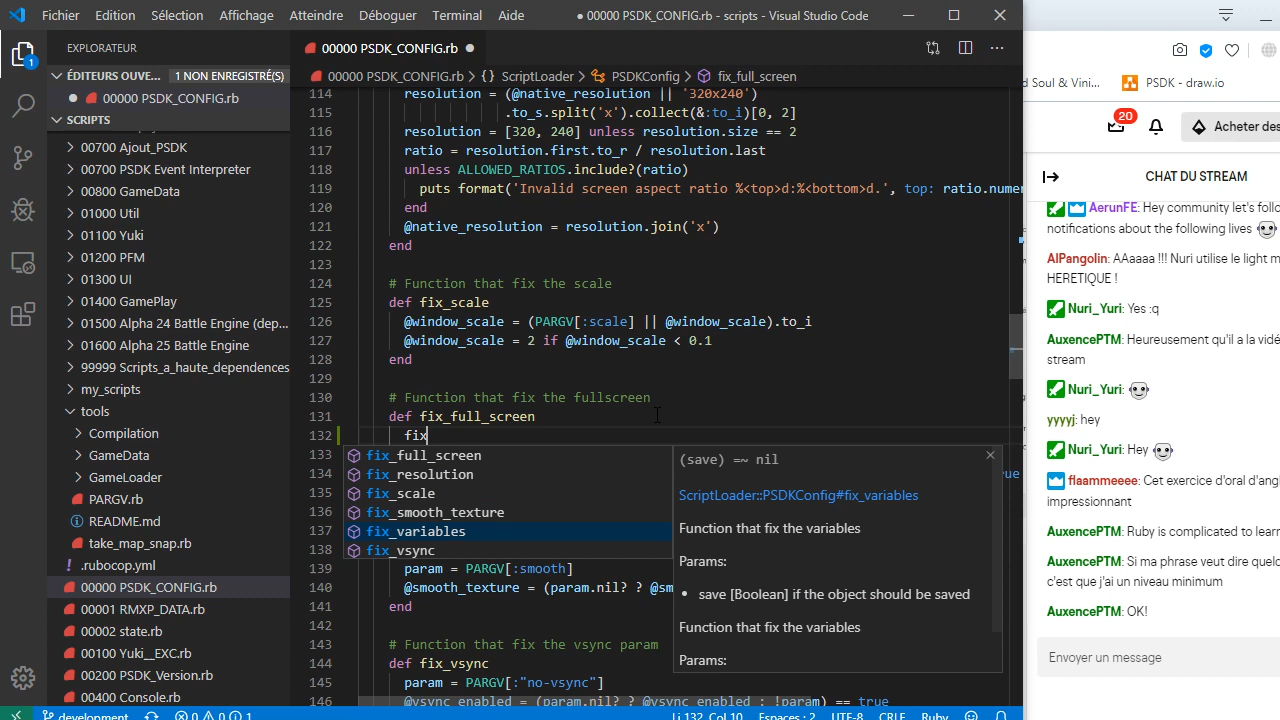 Fichier Edition Sélection Affichage Atteindre Déboguer Terminal Aide
● 00000 PSDK_CONFIG.rb - scripts - Visual Studio Code
EXPLORATEUR
ÉDITEURS OUVE... 1 NON ENREGISTRÉ(S)
● 00000 PSDK_CONFIG.rb
SCRIPTS
00700 Ajout_PSDK
00700 PSDK Event Interpreter
00800 GameData
01000 Util
01100 Yuki
01200 PFM
01300 UI
01400 GamePlay
01500 Alpha 24 Battle Engine (dep...
01600 Alpha 25 Battle Engine
99999 Scripts_a_haute_dependences
my_scripts
tools
Compilation
GameData
GameLoader
PARGV.rb
README.md
take_map_snap.rb
.rubocop.yml
00000 PSDK_CONFIG.rb
00001 RMXP_DATA.rb
00002 state.rb
00100 Yuki__EXC.rb
00200 PSDK_Version.rb
00400 Console.rb
1
00000 PSDK_CONFIG.rb ●
00000 PSDK_CONFIG.rb > {} ScriptLoader > PSDKConfig > fix_full_screen
114 resolution = (@native_resolution || '320x240')
115 .to_s.split('x').collect(&:to_i)[0, 2]
116 resolution = [320, 240] unless resolution.size == 2
117 ratio = resolution.first.to_r / resolution.last
118 unless ALLOWED_RATIOS.include?(ratio)
119 puts format('Invalid screen aspect ratio %<top>d:%<bottom>d.', top: ratio.numer
120 end
121 @native_resolution = resolution.join('x')
122 end
123
124 # Function that fix the scale
125 def fix_scale
126 @window_scale = (PARGV[:scale] || @window_scale).to_i
127 @window_scale = 2 if @window_scale < 0.1
128 end
129
130 # Function that fix the fullscreen
131 def fix_full_screen
132 fix
133 fix_full_screen
134 fix_resolution
135 fix_scale
136 fix_smooth_texture
137 fix_variables
138 fix_vsync
139 param = PARGV[:smooth]
140 @smooth_texture = (param.nil? ? @sm
141 end
142
143 # Function that fix the vsync param
144 def fix_vsync
145 param = PARGV[:"no-vsync"]
146 @vsync_enabled = (param.nil? ? @vsync_enabled : !param) == true
(save) =~ nil
ScriptLoader::PSDKConfig#fix_variables
Function that fix the variables
Params:
• save [Boolean] if the object should be saved
Function that fix the variables
Params:
ue
development 0 0 1 Li 132, Col 10 Espaces : 2 UTF-8 CRLF Ruby
d Soul & Vini... PSDK - draw.io
20 Acheter des
CHAT DU STREAM
AerunFE: Hey community let's follo
notifications about the following lives
AlPangolin: AAaaaa !!! Nuri utilise le light m
HERETIQUE !
Nuri_Yuri: Yes :q
AuxencePTM: Heureusement qu'il a la vidé
stream
Nuri_Yuri:
yyyyj: hey
Nuri_Yuri: Hey
flaammeeee: Cet exercice d'oral d'angl
impressionnant
AuxencePTM: Ruby is complicated to learn
AuxencePTM: Si ma phrase veut dire quelq
c'est que j'ai un niveau minimum
AuxencePTM: OK!
Envoyer un message